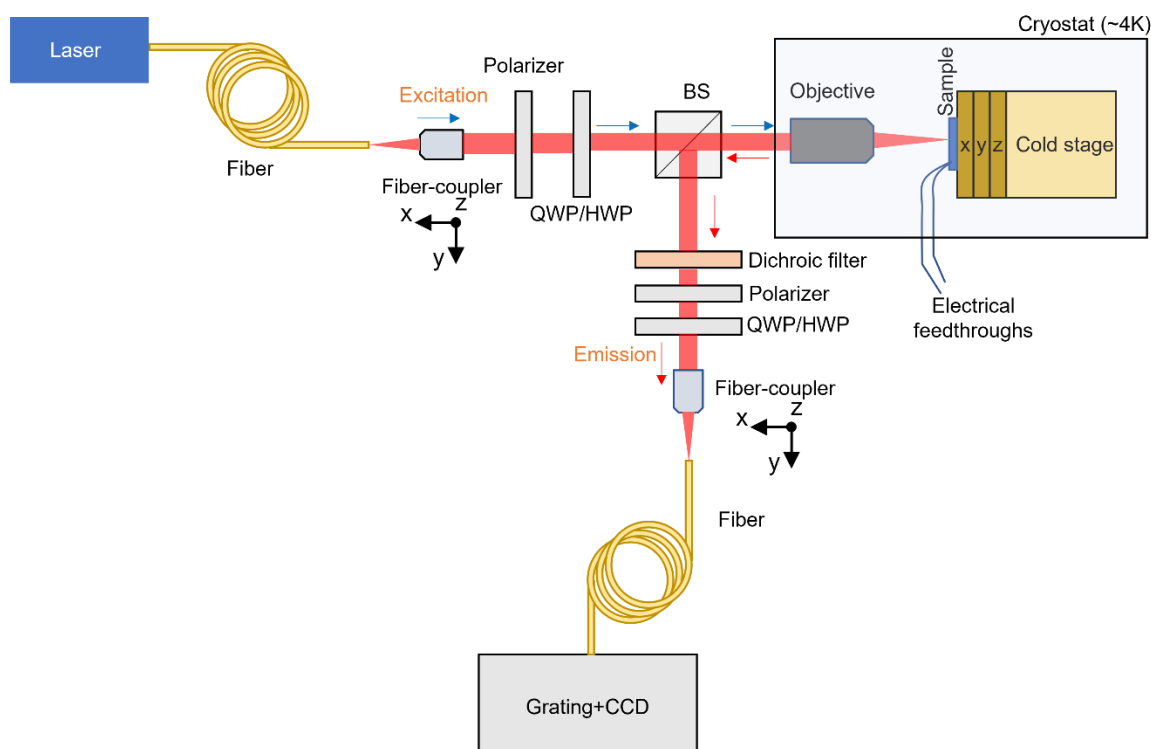 Cryostat (~4K)
Laser
Polarizer
BS
Objective
Sample
Excitation
x
y
z
Cold stage
Fiber
Fiber-coupler
QWP/HWP
x
z
y
Dichroic filter
Polarizer
QWP/HWP
Electrical
feedthroughs
Emission
Fiber-coupler
x
z
y
Fiber
Grating+CCD